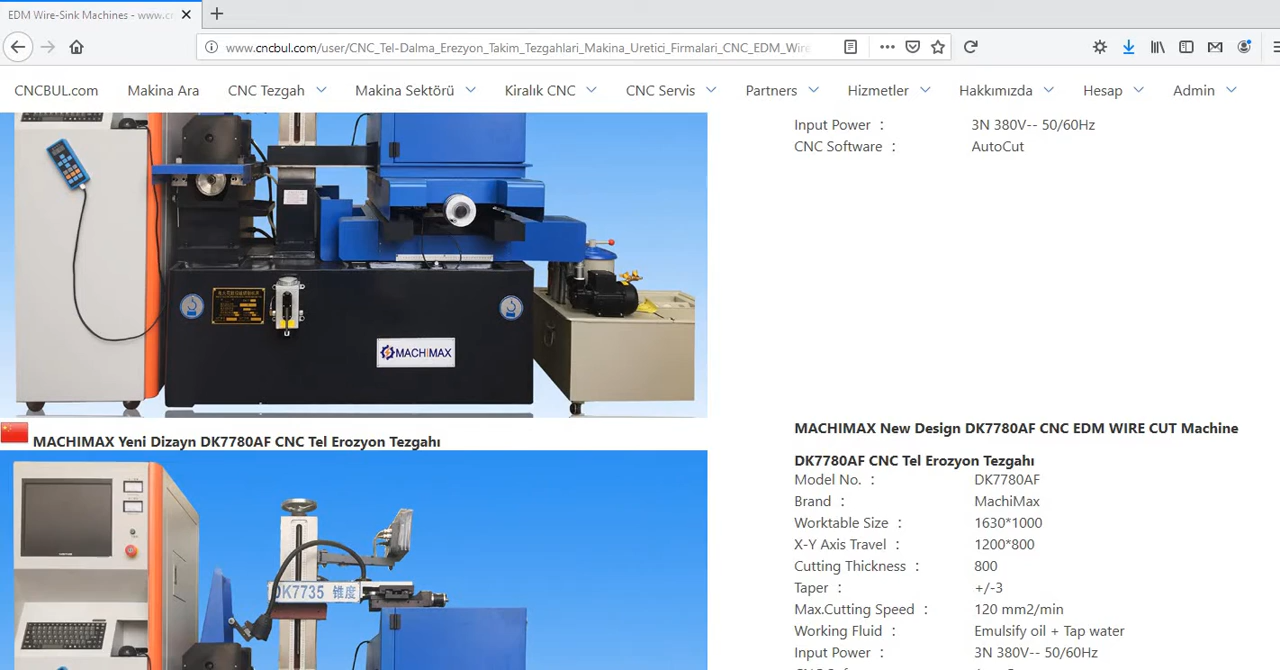 EDM Wire-Sink Machines - www.cn
www.cncbul.com/user/CNC_Tel-Dalma_Erezyon_Takim_Tezgahlari_Makina_Uretici_Firmalari_CNC_EDM_Wire
CNCBUL.com Makina Ara CNC Tezgah Makina Sektörü Kiralık CNC CNC Servis Partners Hizmetler Hakkımızda Hesap Admin
Input Power : 3N 380V-- 50/60Hz
CNC Software : AutoCut
MACHIMAX
MACHIMAX Yeni Dizayn DK7780AF CNC Tel Erozyon Tezgahı
MACHIMAX New Design DK7780AF CNC EDM WIRE CUT Machine
DK7780AF CNC Tel Erozyon Tezgahı
Model No. : DK7780AF
Brand : MachiMax
Worktable Size : 1630*1000
X-Y Axis Travel : 1200*800
Cutting Thickness : 800
Taper : +/-3
Max.Cutting Speed : 120 mm2/min
Working Fluid : Emulsify oil + Tap water
Input Power : 3N 380V-- 50/60Hz
DK7735 锥度